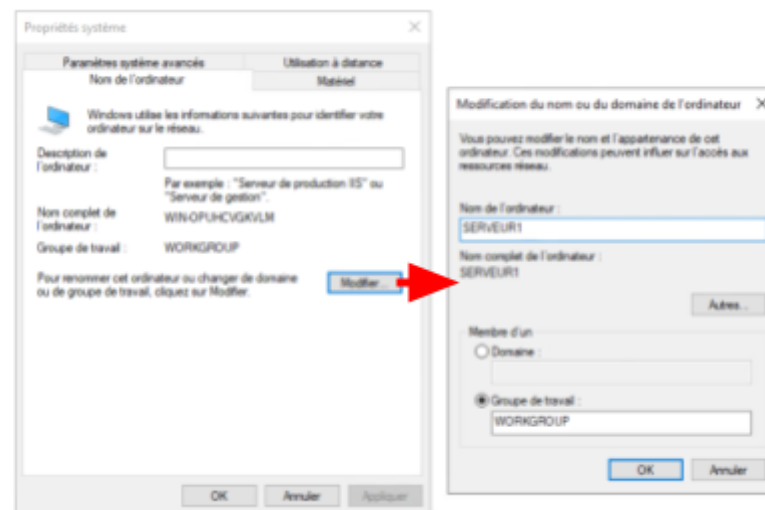 Propriétés système
Paramètres système avancés
Utilisation à distance
Nom de l'ordinateur
Matériel
Windows utilise les informations suivantes pour identifier votre
ordinateur sur le réseau.
Description de
l'ordinateur :
Par exemple : "Serveur de production IIS" ou
"Serveur de gestion".
Nom complet de
l'ordinateur :
WIN-OPUHCVGKVLM
Groupe de travail :
WORKGROUP
Pour renommer cet ordinateur ou changer de domaine
ou de groupe de travail, cliquez sur Modifier.
Modifier...
OK
Annuler
Appliquer
Modification du nom ou du domaine de l'ordinateur
Vous pouvez modifier le nom et l'appartenance de cet
ordinateur. Ces modifications peuvent influer sur l'accès aux
ressources réseau.
Nom de l'ordinateur :
SERVEUR1
Nom complet de l'ordinateur :
SERVEUR1
Autres...
Membre d'un
Domaine :
Groupe de travail :
WORKGROUP
OK
Annuler